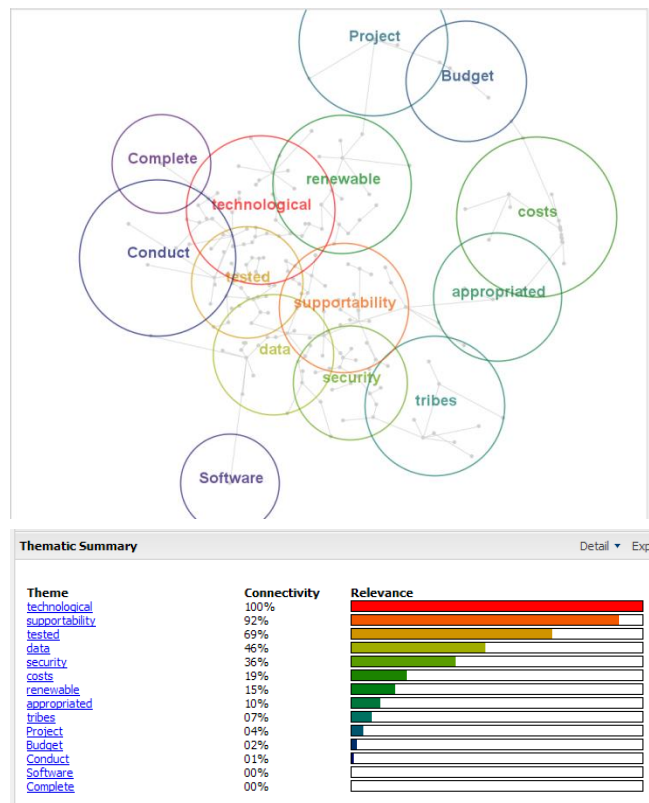 Project
Budget
Complete
renewable
technological
costs
Conduct
tested
appropriated
supportability
data
security
tribes
Software
Thematic Summary Detail Exp
Theme Connectivity Relevance
technological 100%
supportability 92%
tested 69%
data 46%
security 36%
costs 19%
renewable 15%
appropriated 10%
tribes 07%
Project 04%
Budget 02%
Conduct 01%
Software 00%
Complete 00%